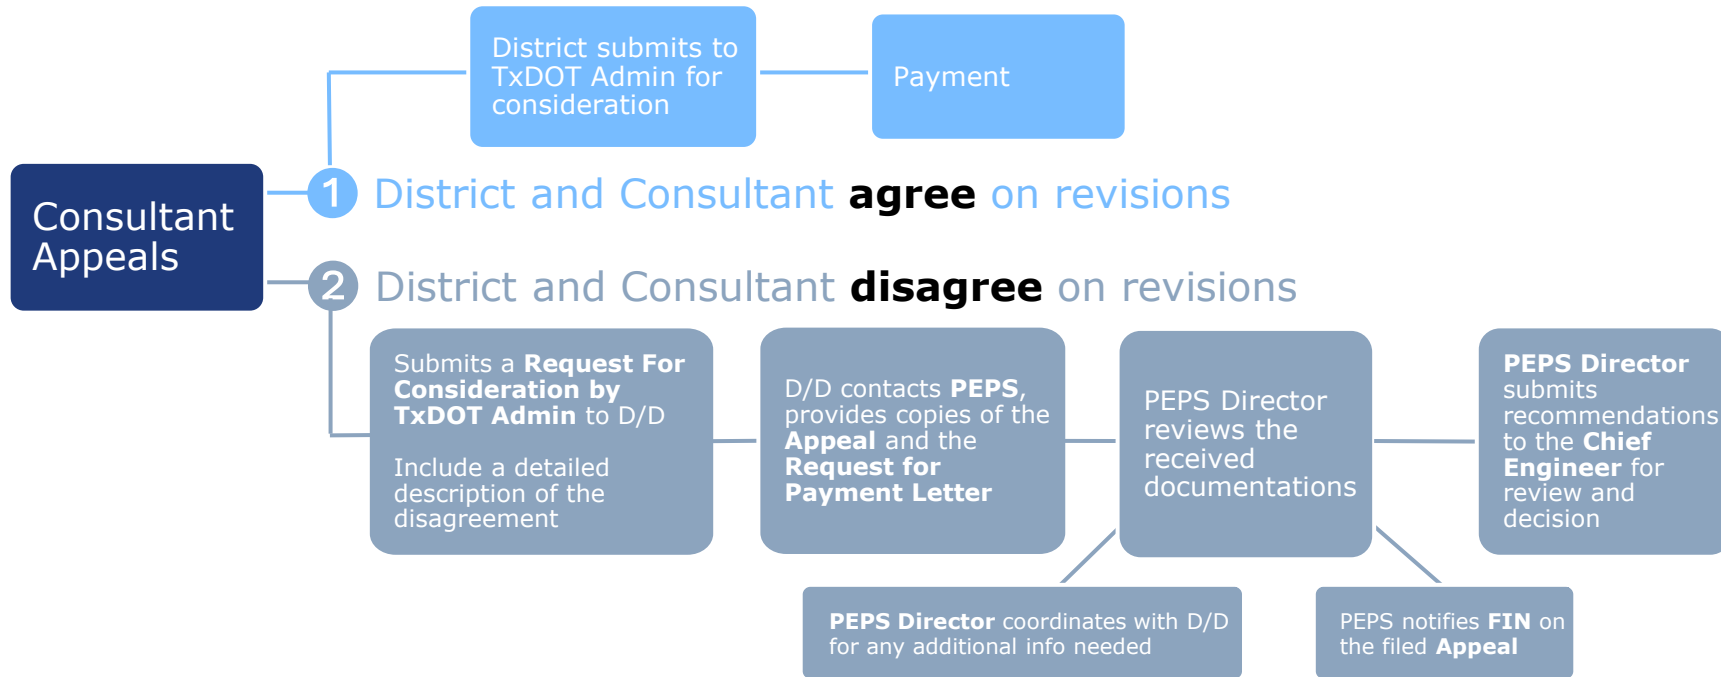 District submits to
TxDOT Admin for
consideration
Payment
Consultant
Appeals
1 District and Consultant agree on revisions
2 District and Consultant disagree on revisions
Submits a Request For
Consideration by
TxDOT Admin to D/D
Include a detailed
description of the
disagreement
D/D contacts PEPS,
provides copies of the
Appeal and the
Request for
Payment Letter
PEPS Director
reviews the
received
documentations
PEPS Director
submits
recommendations
to the Chief
Engineer for
review and
decision
PEPS Director coordinates with D/D
for any additional info needed
PEPS notifies FIN on
the filed Appeal